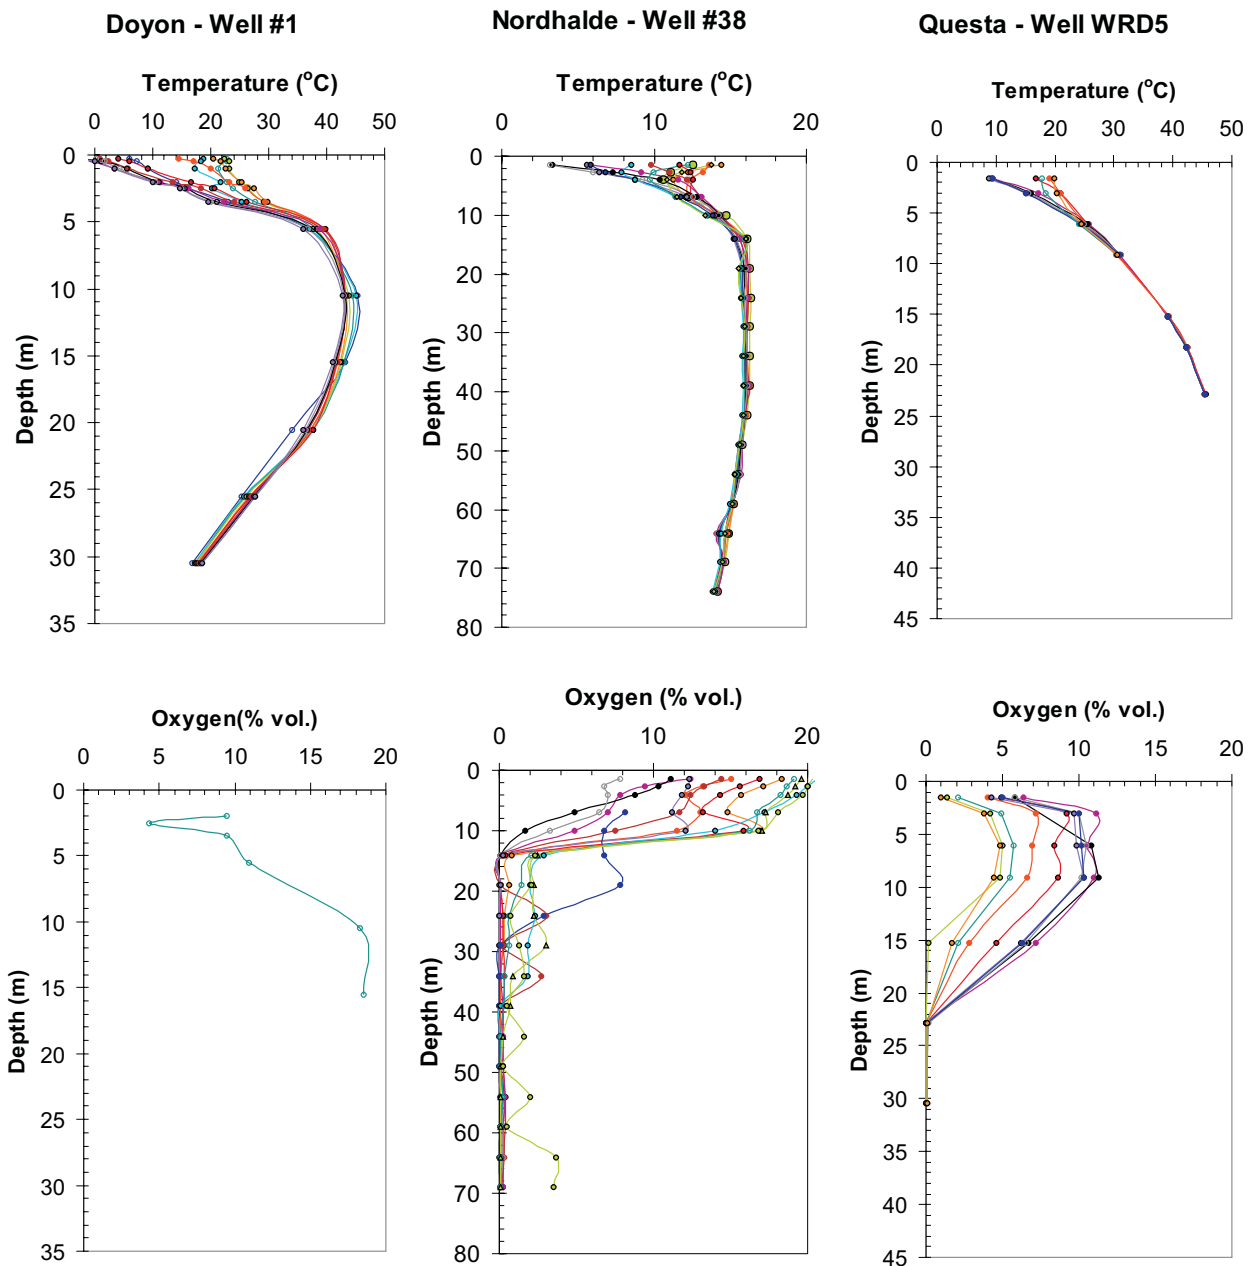 Doyon - Well #1
Nordhalde - Well #38
Questa - Well WRD5
Temperature (°C)
0 10 20 30 40 50
Depth (m)
0
5
10
15
20
25
30
35
Temperature (°C)
0 10 20
Depth (m)
0
10
20
30
40
50
60
70
80
Temperature (°C)
0 10 20 30 40 50
Depth (m)
0
5
10
15
20
25
30
35
40
45
Oxygen(% vol.)
0 5 10 15 20
Depth (m)
0
5
10
15
20
25
30
35
Oxygen (% vol.)
0 10 20
Depth (m)
0
10
20
30
40
50
60
70
80
Oxygen (% vol.)
0 5 10 15 20
Depth (m)
0
5
10
15
20
25
30
35
40
45